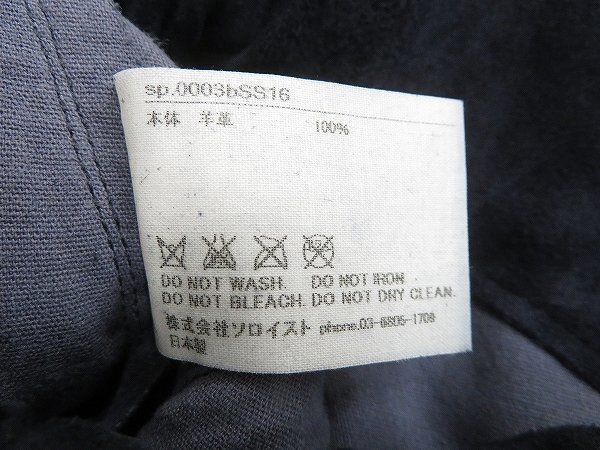 sp.0003bSS16
本体 羊革 100%
DO NOT WASH. DO NOT IRON
DO NOT BLEACH. DO NOT DRY CLEAN.
株式会社ソロイスト phone.03-6805-1708
日本製